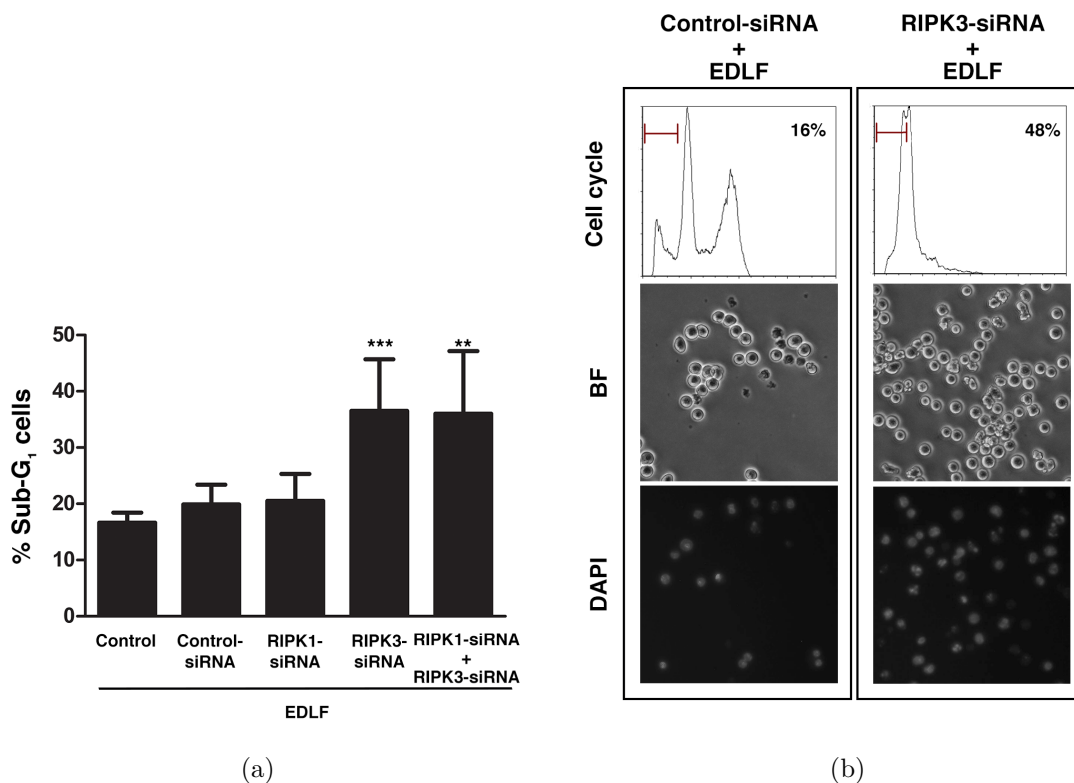 50
40
30
20
10
0
% Sub-G1 cells
***
**
Control
Control-
siRNA
RIPK1-
siRNA
RIPK3-
siRNA
RIPK1-siRNA
+
RIPK3-siRNA
EDLF
(a)
Control-siRNA
+
EDLF
RIPK3-siRNA
+
EDLF
Cell cycle
16%
48%
BF
DAPI
(b)